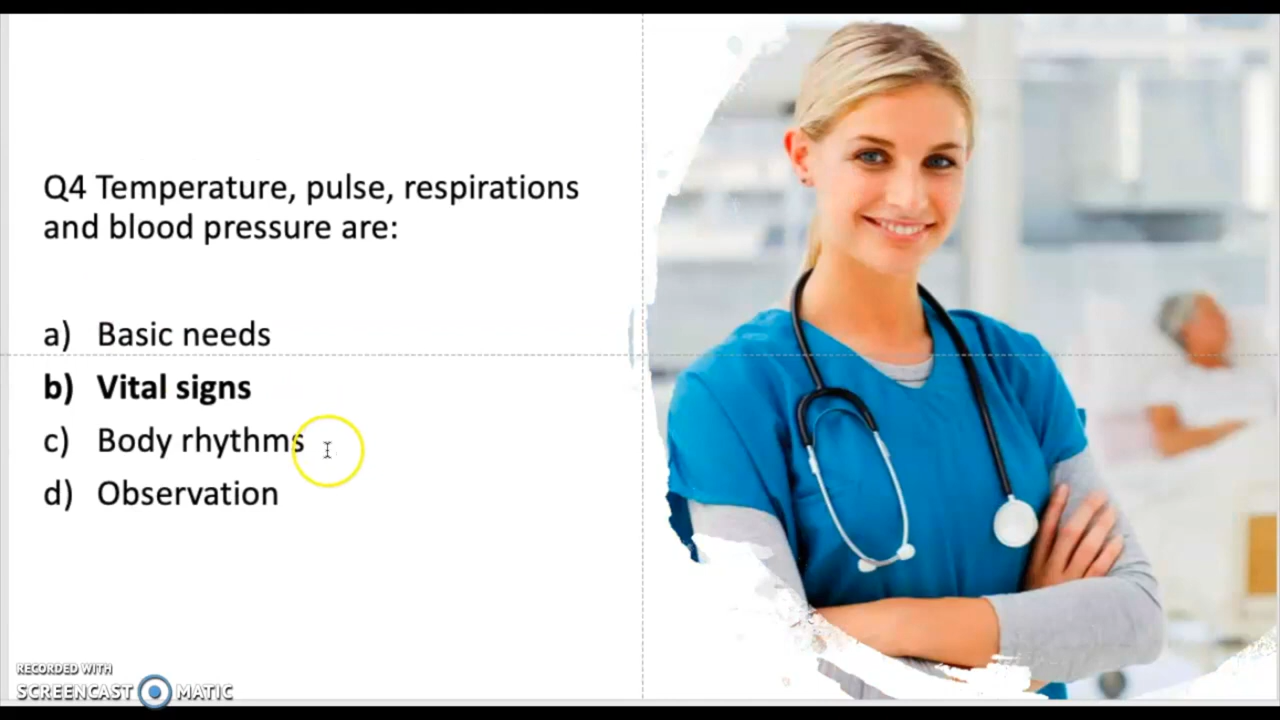 Q4 Temperature, pulse, respirations
and blood pressure are:
a) Basic needs
b) Vital signs
c) Body rhythms
d) Observation
RECORDED WITH
SCREENCAST MATIC